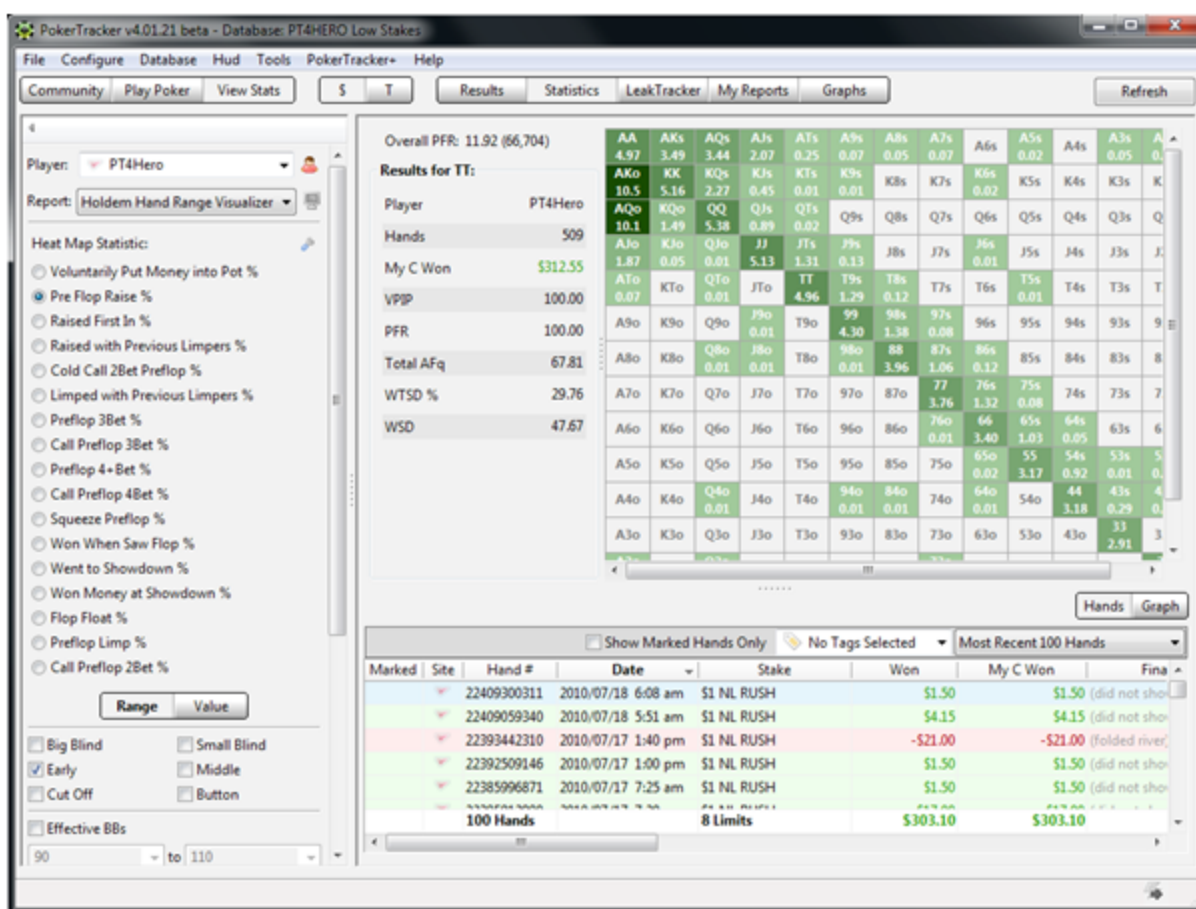 PokerTracker v4.01.21 beta - Database: PT4HERO Low Stakes
File Configure Database Hud Tools PokerTracker+ Help
Community Play Poker View Stats $ T Results Statistics LeakTracker My Reports Graphs Refresh
Player: PT4Hero
Report: Holdem Hand Range Visualizer
Heat Map Statistic:
Voluntarily Put Money into Pot %
Pre Flop Raise %
Raised First In %
Raised with Previous Limpers %
Cold Call 2Bet Preflop %
Limped with Previous Limpers %
Preflop 3Bet %
Call Preflop 3Bet %
Preflop 4+Bet %
Call Preflop 4Bet %
Squeeze Preflop %
Won When Saw Flop %
Went to Showdown %
Won Money at Showdown %
Flop Float %
Preflop Limp %
Call Preflop 2Bet %
Range Value
Big Blind Small Blind
Early Middle
Cut Off Button
Effective BBs
90 to 110
Overall PFR: 11.92 (66,704)
Results for TT:
Player PT4Hero
Hands 509
My C Won $312.55
VPIP 100.00
PFR 100.00
Total AFq 67.81
WTSD % 29.76
WSD 47.67
AA AKs AQs AJs ATs A9s A8s A7s A6s A5s A4s A3s
4.97 3.49 3.44 2.07 0.25 0.07 0.05 0.07 0.02 0.05
AKo KK KQs KJs KTs K9s K8s K7s K6s K5s K4s K3s
10.5 5.16 2.27 0.45 0.01 0.01 0.02
AQo KQo QQ QJs QTs Q9s Q8s Q7s Q6s Q5s Q4s Q3s
10.1 1.49 5.38 0.89 0.02
AJo KJo QJo JJ JTs J9s J8s J7s J6s J5s J4s J3s
1.87 0.05 0.01 5.13 1.31 0.13 0.01
ATo KTo QTo JTo TT T9s T8s T7s T6s T5s T4s T3s
0.07 0.01 4.96 1.29 0.12 0.01
A9o K9o Q9o J9o T9o 99 98s 97s 96s 95s 94s 93s
0.01 4.30 1.38 0.08
A8o K8o Q8o J8o T8o 98o 88 87s 86s 85s 84s 83s
0.01 0.01 0.01 3.96 1.06 0.12
A7o K7o Q7o J7o T7o 97o 87o 77 76s 75s 74s 73s
3.76 1.32 0.08
A6o K6o Q6o J6o T6o 96o 86o 76o 66 65s 64s 63s
0.01 3.40 1.03 0.05
A5o K5o Q5o J5o T5o 95o 85o 75o 65o 55 54s 53s
0.02 3.17 0.92 0.01
A4o K4o Q4o J4o T4o 94o 84o 74o 64o 54o 44 43s
0.01 0.01 0.01 0.01 3.18 0.29
A3o K3o Q3o J3o T3o 93o 83o 73o 63o 53o 43o 33
2.91
Hands Graph
Show Marked Hands Only No Tags Selected Most Recent 100 Hands
Marked Site Hand # Date Stake Won My C Won Fina
22409300311 2010/07/18 6:08 am $1 NL RUSH $1.50 $1.50 (did not sho
22409059340 2010/07/18 5:51 am $1 NL RUSH $4.15 $4.15 (did not sho
22393442310 2010/07/17 1:40 pm $1 NL RUSH -$21.00 -$21.00 (folded river)
22392509146 2010/07/17 1:00 pm $1 NL RUSH $1.50 $1.50 (did not sho
22385996871 2010/07/17 7:25 am $1 NL RUSH $1.50 $1.50 (did not sho
100 Hands 8 Limits $303.10 $303.10